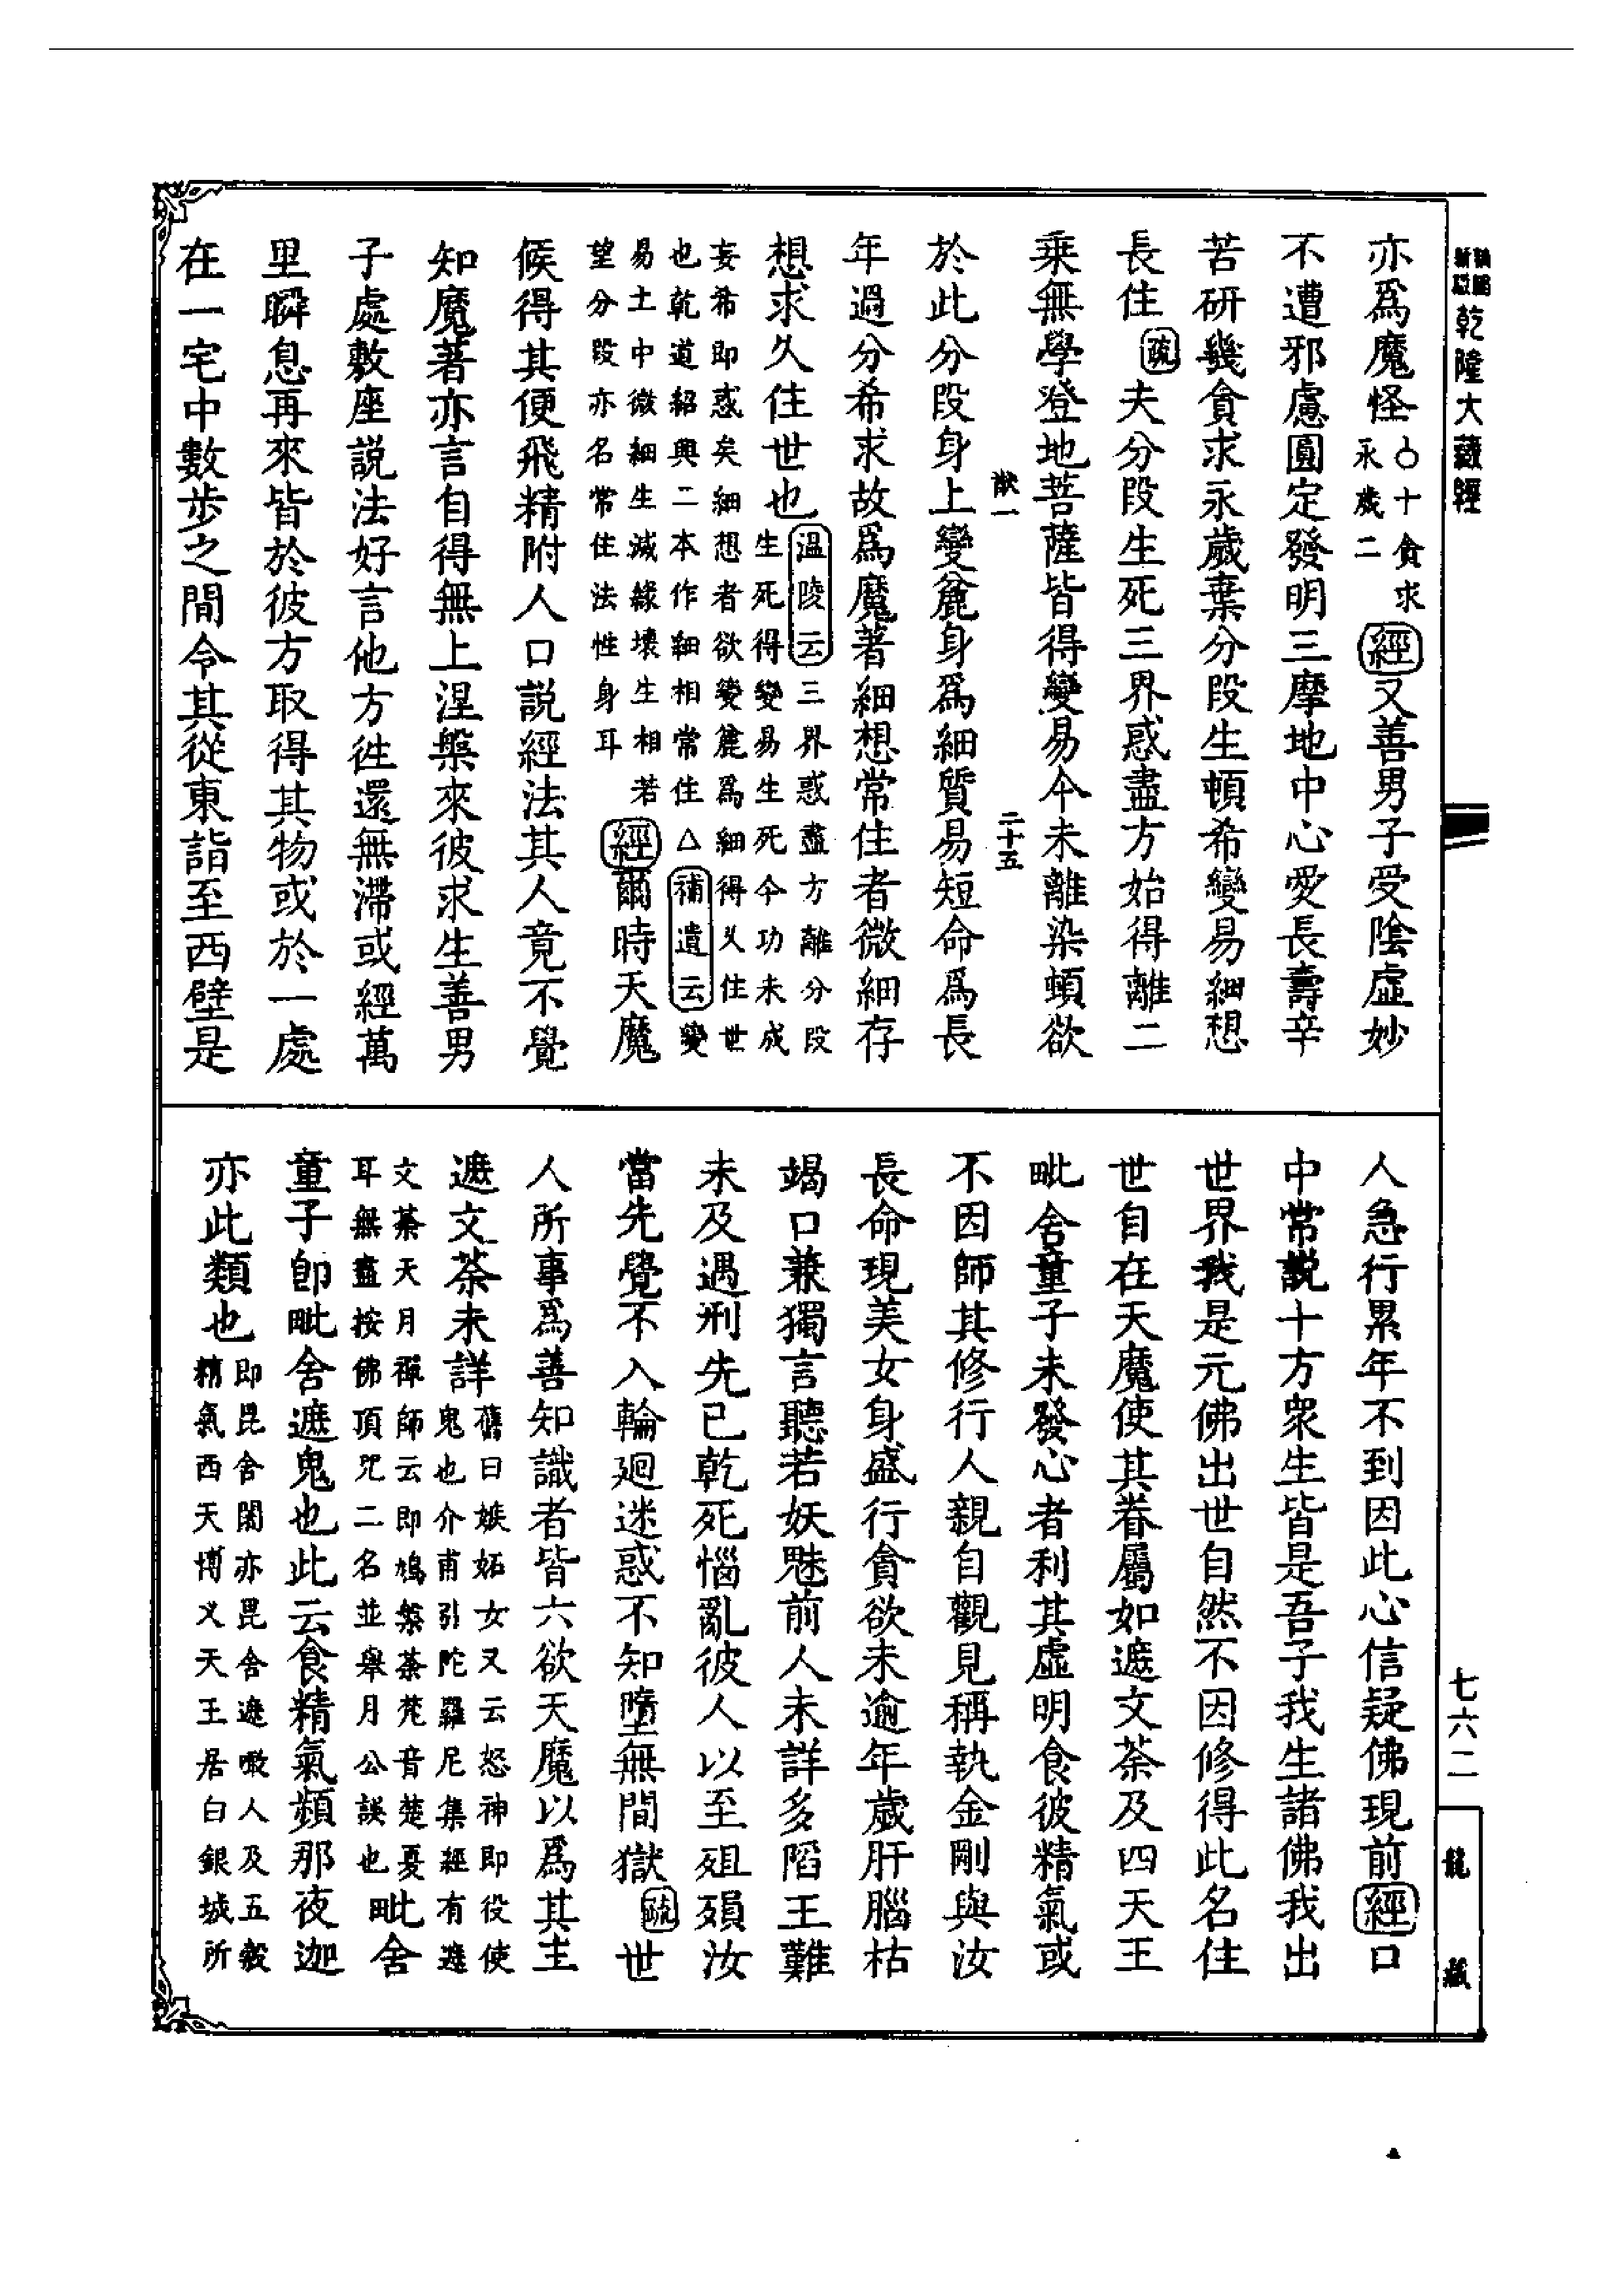 乾隆大藏經
亦爲魔怪○十貪求永歲二經又善男子受陰虛妙
不遭邪慮圓定發明三摩地中心愛長壽辛
苦研幾貪求永歲棄分段生頓希變易細想
長住疏夫分段生死三界惑盡方始得離二
乗無學登地菩薩皆得變易今未離染頓欲
二十五
於此分段身上變麄身爲細質易短命爲長
年過分希求故爲魔著細想常住者微細存
想求久住世也溫陵云三界惑盡方離分段
生死得變易生死今功未成
妄希即惑矣細想者欲變麄爲細得乆住世
也乾道紹興二本作細相常住△補遺云變
易土中微細生滅緣壞生相若
望分段亦名常住法性身耳經爾時天魔
候得其便飛精附人口説經法其人竟不覺
知魔著亦言自得無上涅槃來彼求生善男
子處敷座説法好言他方徃還無滯或經萬
里瞬息再來皆於彼方取得其物或於一處
在一宅中數步之間令其從東詣至西壁是
人急行累年不到因此心信疑佛現前經口
中常説十方衆生皆是吾子我生諸佛我出
世界我是元佛出世自然不因修得此名住
世自在天魔使其眷屬如遮文茶及四天王
毗舍童子未發心者利其虛明食彼精氣或
不因師其修行人親自觀見稱執金剛與汝
長命現美女身盛行貪欲未逾年歲肝腦枯
竭口兼獨言聽若妖魅前人未詳多陷王難
未及遇刑先已乾死惱亂彼人以至殂殞汝
當先覺不入輪廻迷惑不知墮無間獄疏世
人所事爲善知識者皆六欲天魔以爲其主
遮文茶未詳舊曰嫉妬女又云怒神即役使
鬼也介甫引陀羅尼集經有遮
文茶天月禪師云即鳩槃茶梵音楚夏
耳無盡按佛頂咒二名並舉月公誤也毗舍
童子即毗舍遮鬼也此云食精氣頻那夜迦
亦此類也即毘舍闍亦毘舍遮噉人及五榖
精氣西天博义天王居白銀城所
七六二
龍藏